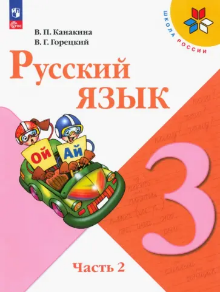 В. П. Канакина
В. Г. Горецкий
ШКОЛА РОССИИ
Русский
язык
ОЙ
АЙ
3
Часть 2